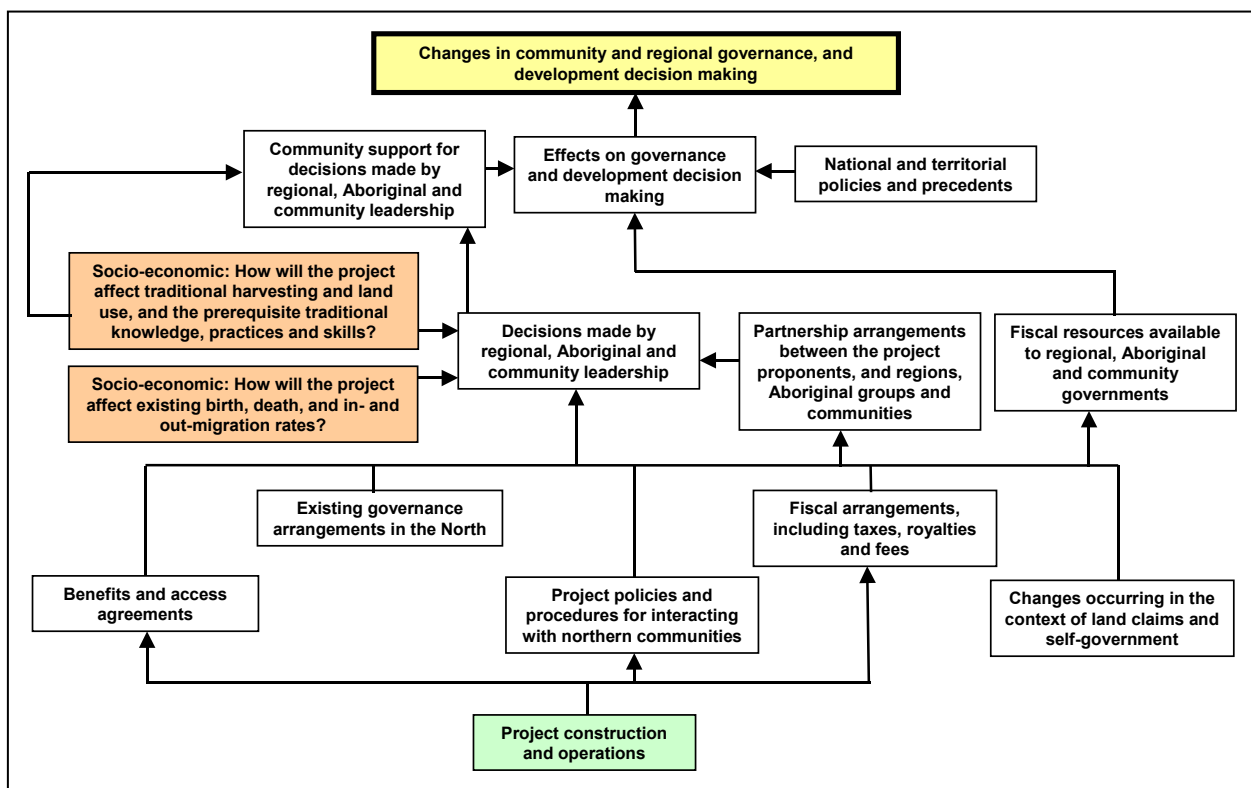 Changes in community and regional governance, and
development decision making
Community support for
decisions made by
regional, Aboriginal and
community leadership
Effects on governance
and development decision
making
National and territorial
policies and precedents
Socio-economic: How will the project
affect traditional harvesting and land
use, and the prerequisite traditional
knowledge, practices and skills?
Socio-economic: How will the project
affect existing birth, death, and in- and
out-migration rates?
Decisions made by
regional, Aboriginal and
community leadership
Partnership arrangements
between the project
proponents, and regions,
Aboriginal groups and
communities
Fiscal resources available
to regional, Aboriginal
and community
governments
Existing governance
arrangements in the North
Fiscal arrangements,
including taxes, royalties
and fees
Benefits and access
agreements
Project policies and
procedures for interacting
with northern communities
Changes occurring in the
context of land claims and
self-government
Project construction
and operations